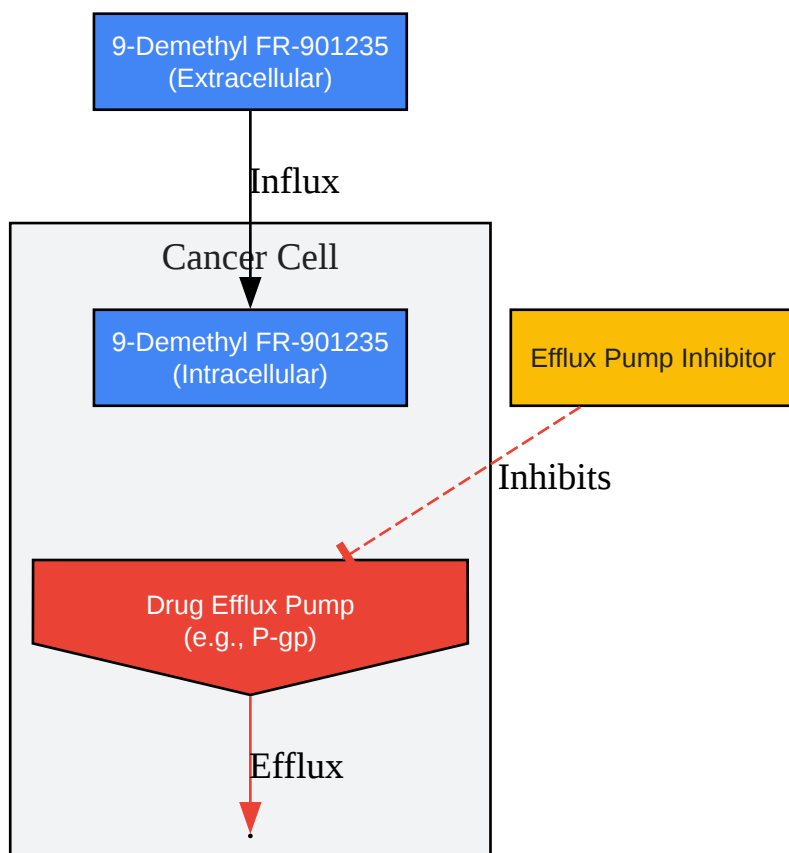 9-Demethyl FR-901235
(Extracellular)
Influx
Cancer Cell
9-Demethyl FR-901235
(Intracellular)
Efflux Pump Inhibitor
Inhibits
Drug Efflux Pump
(e.g., P-gp)
Efflux